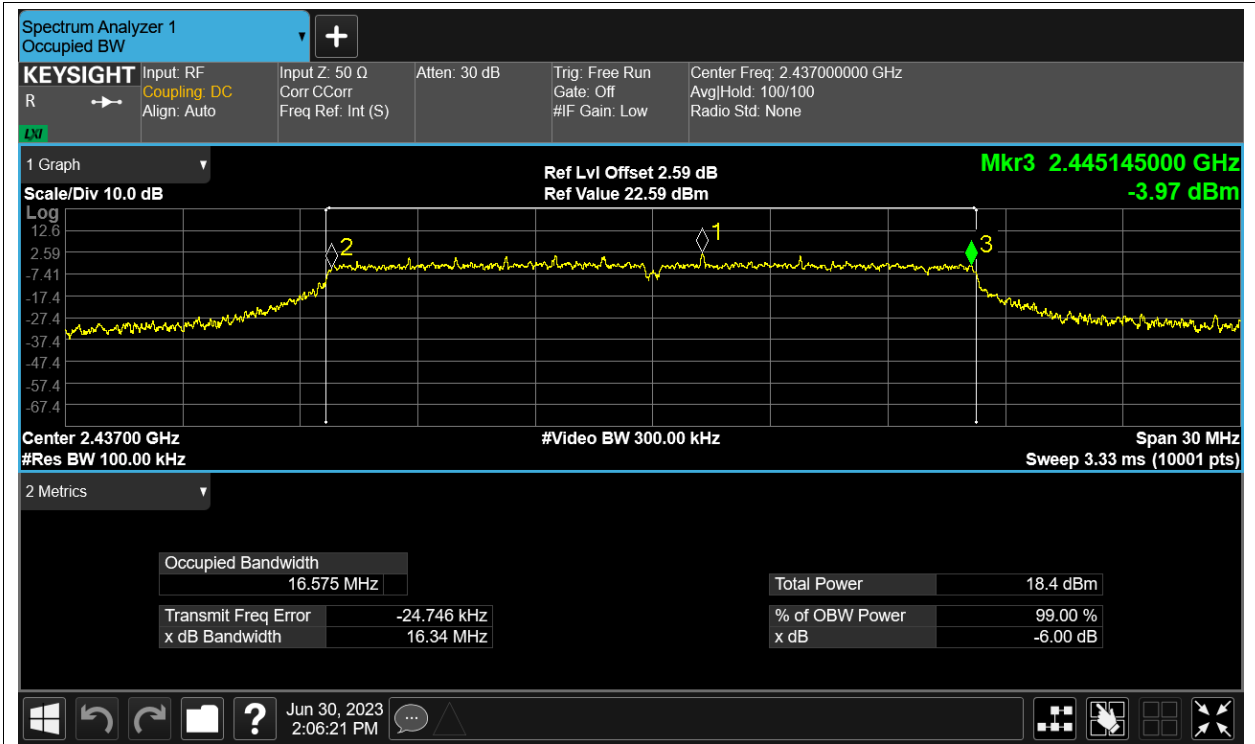 Spectrum Analyzer 1
Occupied BW
KEYSIGHT
R
LXI
Input: RF
Coupling: DC
Align: Auto
Input Z: 50 Ω
Corr CCorr
Freq Ref: Int (S)
Atten: 30 dB
Trig: Free Run
Gate: Off
#IF Gain: Low
Center Freq: 2.437000000 GHz
Avg|Hold: 100/100
Radio Std: None
1 Graph
Scale/Div 10.0 dB
Ref Lvl Offset 2.59 dB
Ref Value 22.59 dBm
Mkr3 2.445145000 GHz
-3.97 dBm
Log
12.6
2.59
-7.41
-17.4
-27.4
-37.4
-47.4
-57.4
-67.4
2
1
3
Center 2.43700 GHz
#Res BW 100.00 kHz
#Video BW 300.00 kHz
Span 30 MHz
Sweep 3.33 ms (10001 pts)
2 Metrics
Occupied Bandwidth
16.575 MHz
Transmit Freq Error -24.746 kHz
x dB Bandwidth 16.34 MHz
Total Power 18.4 dBm
% of OBW Power 99.00 %
x dB -6.00 dB
?
Jun 30, 2023
2:06:21 PM